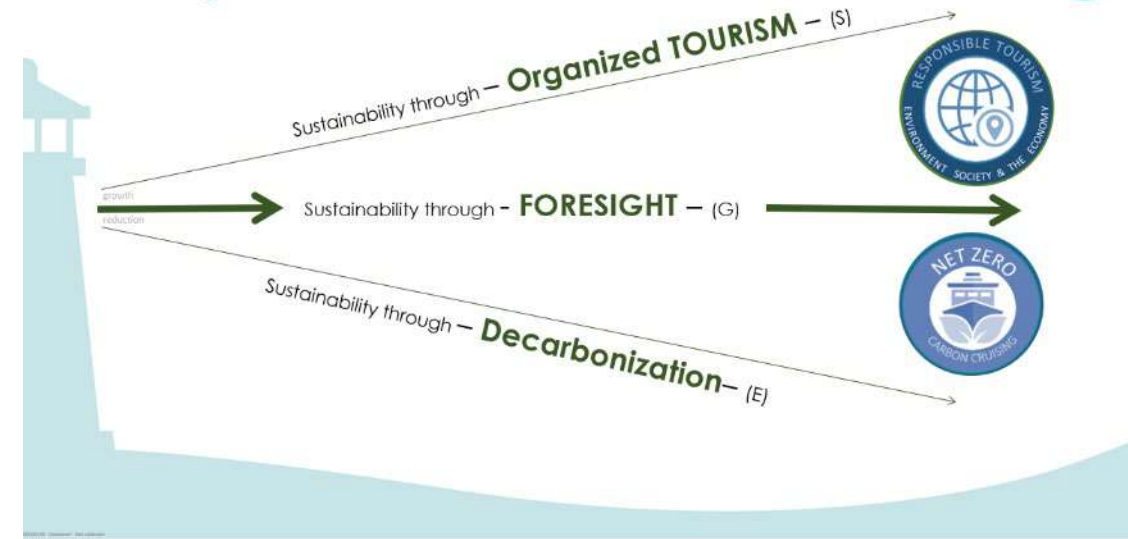 Sustainability through – Organized TOURISM – (S)
RESPONSIBLE TOURISM
ENVIRONMENT SOCIETY & THE ECONOMY
growth
Sustainability through - FORESIGHT – (G)
reduction
NET ZERO
CARBON CRUISING
Sustainability through – Decarbonization– (E)